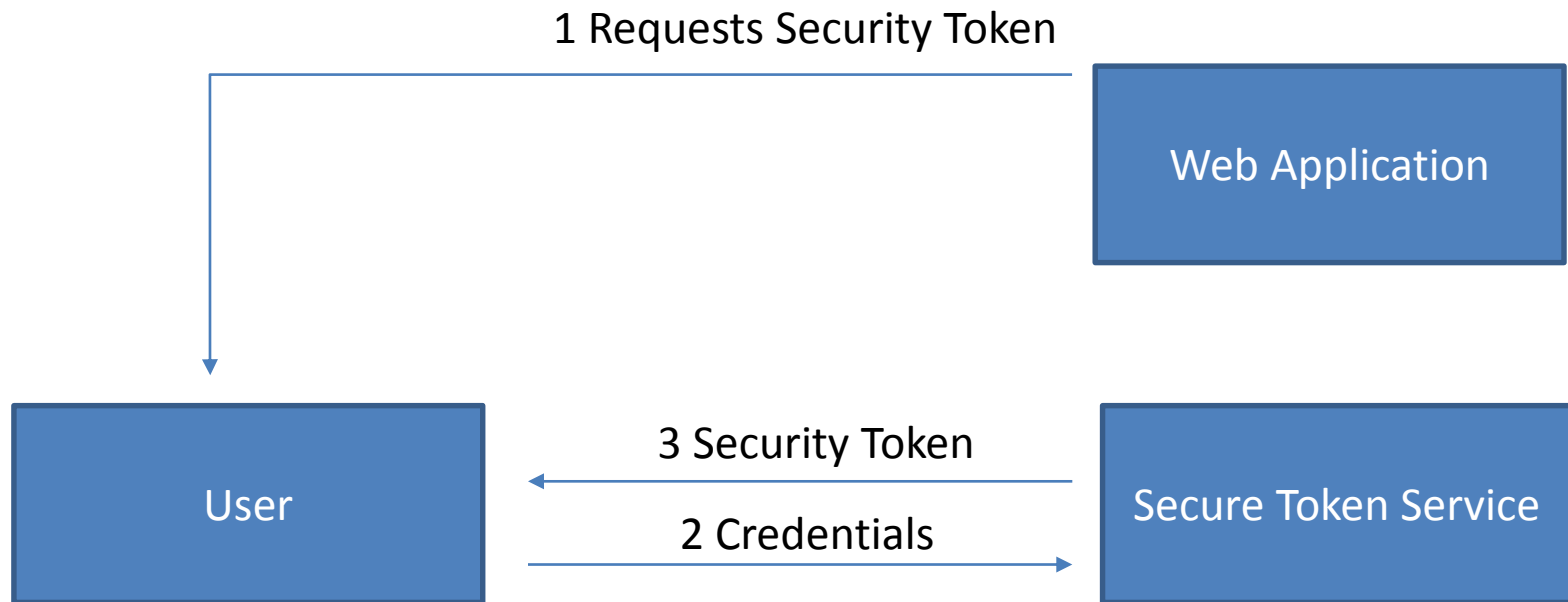 1 Requests Security Token
Web Application
3 Security Token
User
Secure Token Service
2 Credentials